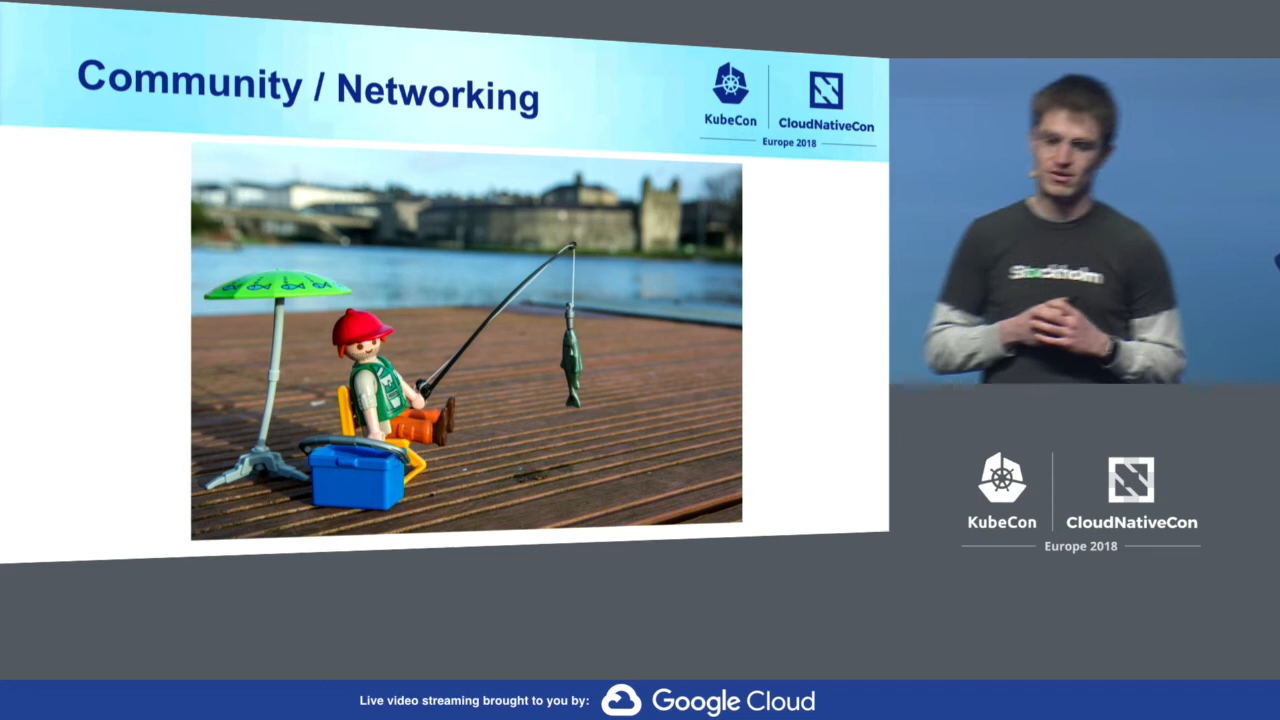 Community / Networking
KubeCon
CloudNativeCon
Europe 2018
Stockholm
KubeCon
CloudNativeCon
Europe 2018
Live video streaming brought to you by:
Google Cloud